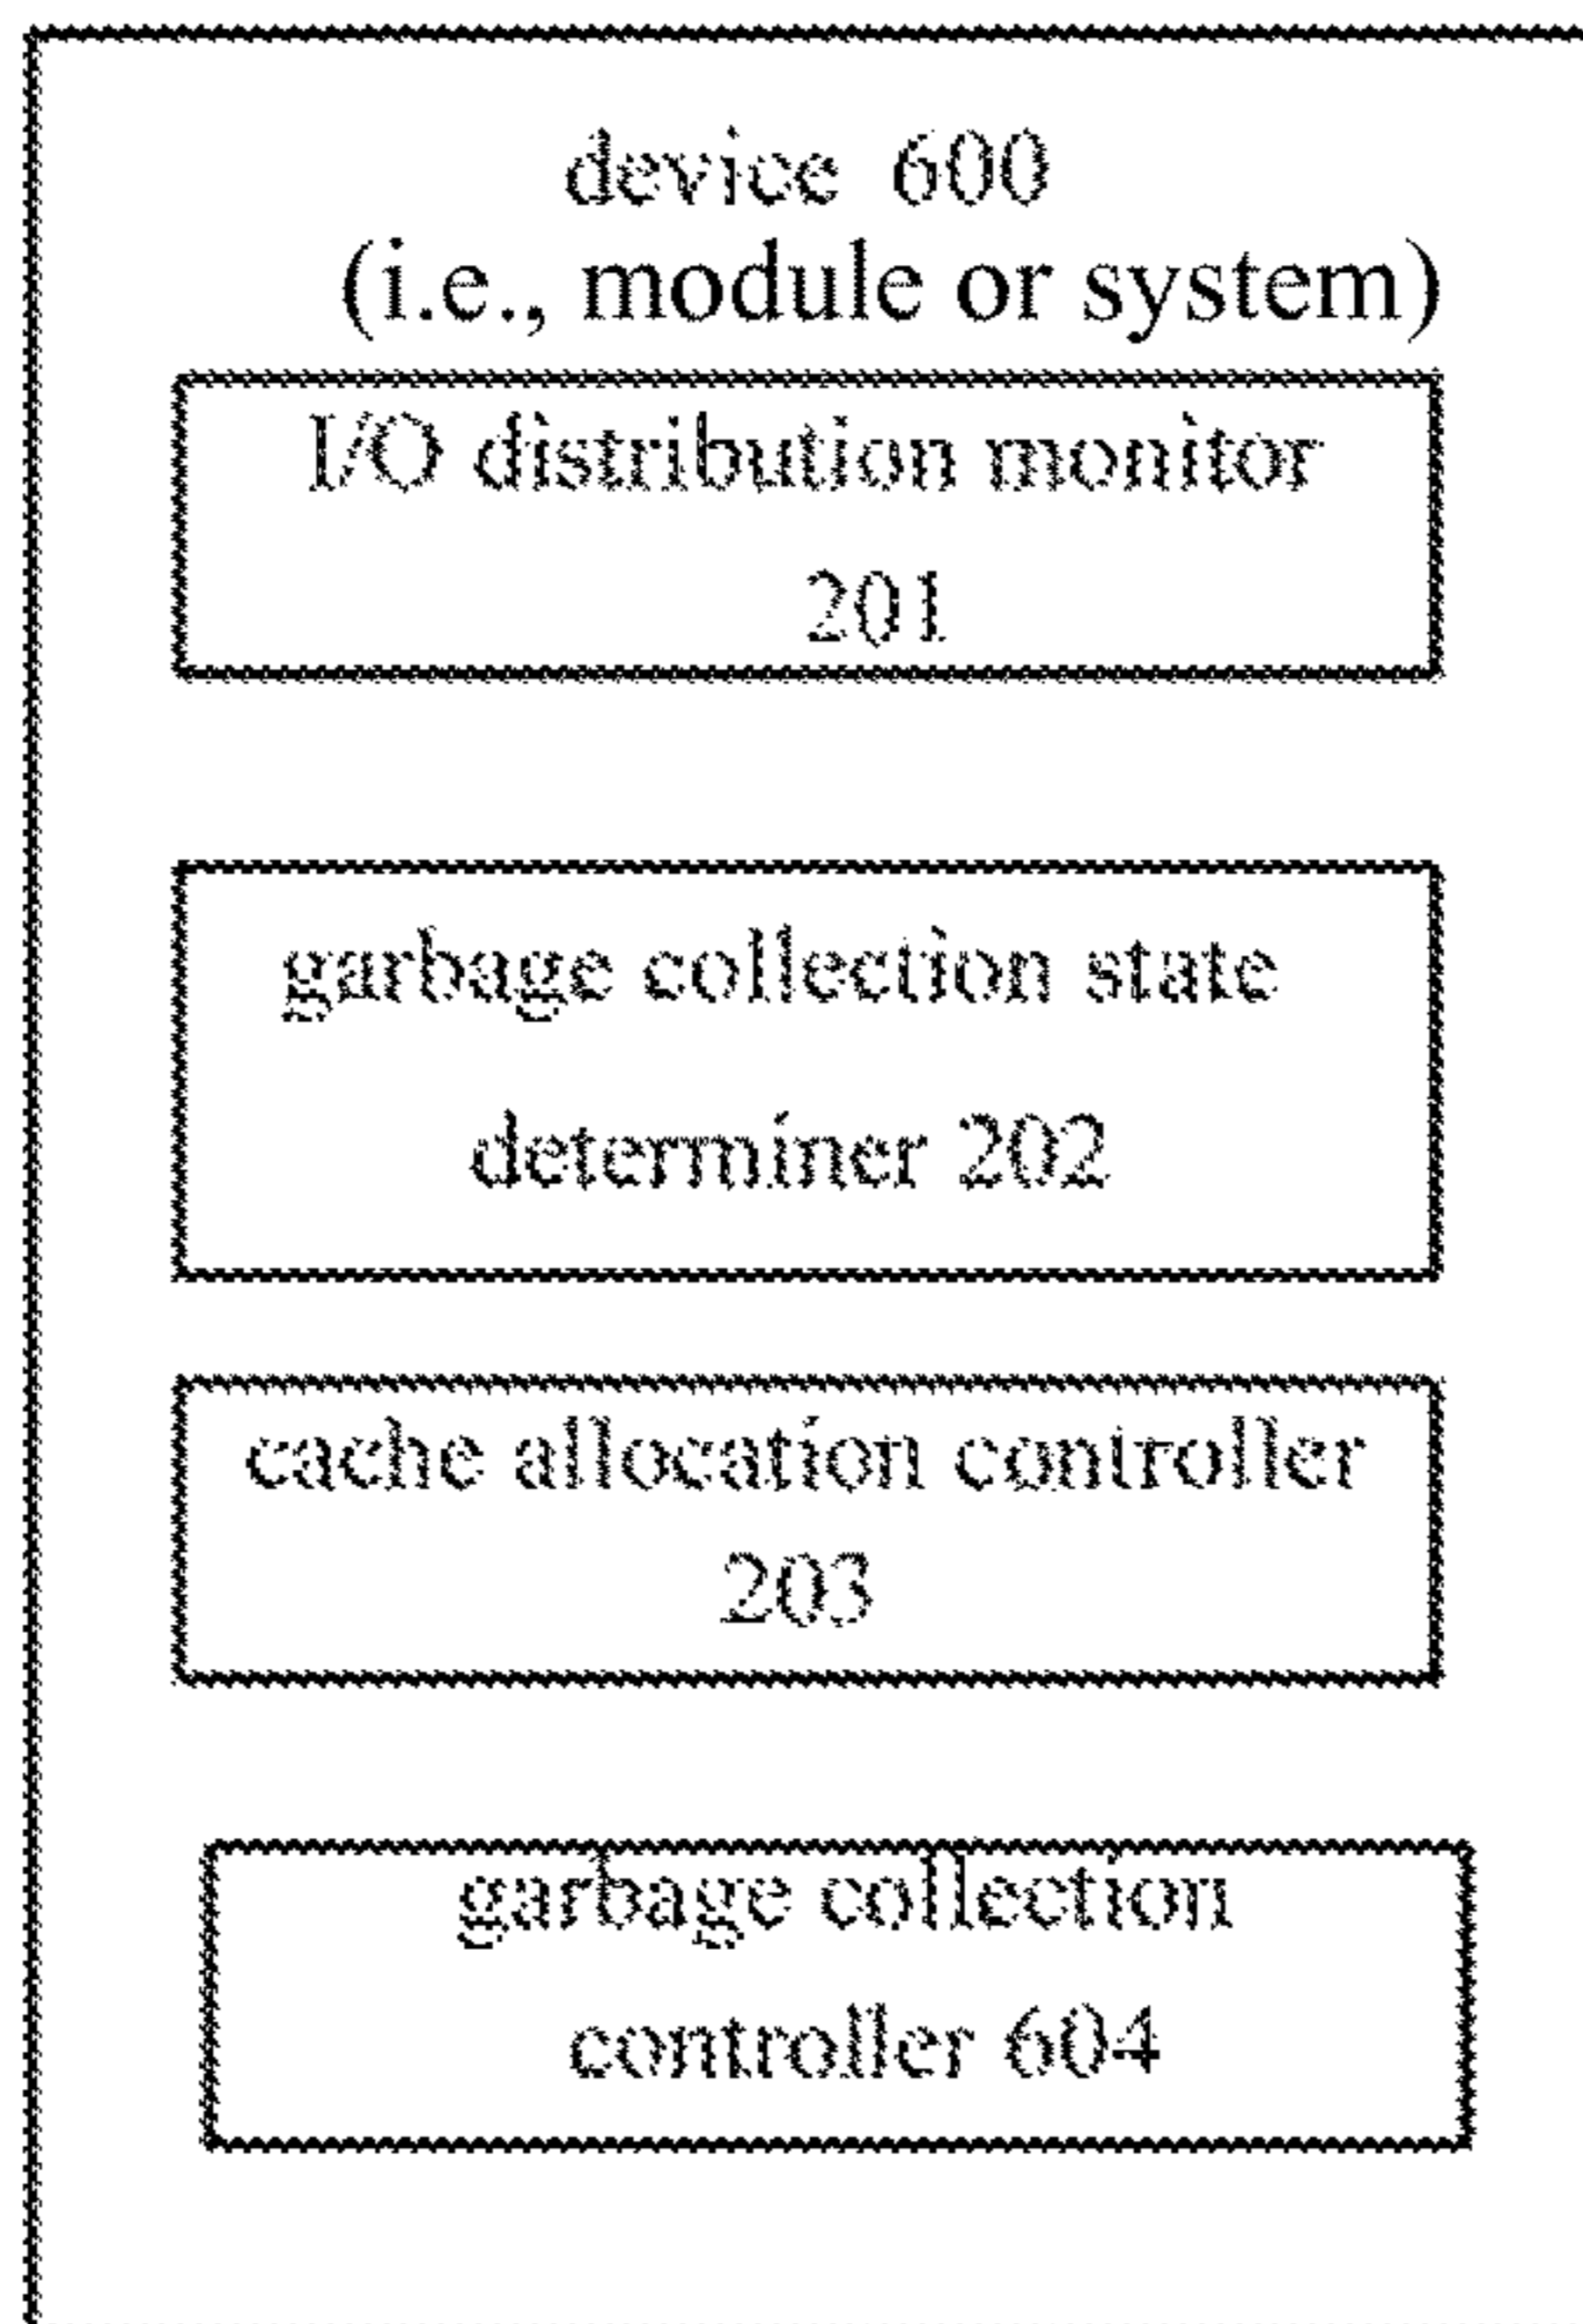 device 600
(i.e., module or system)
I/O distribution monitor
201
garbage collection state
determiner 202
cache allocation controller
203
garbage collection
controller 604